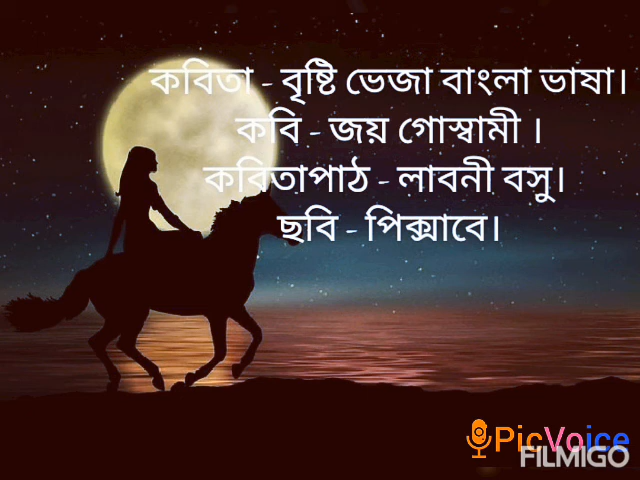 কবিতা - বৃষ্টি ভেজা বাংলা ভাষা।
কবি - জয় গোস্বামী ।
কবিতাপাঠ - লাবনী বসু।
ছবি - পিক্সাবে।
PicVoice
FILMIGO